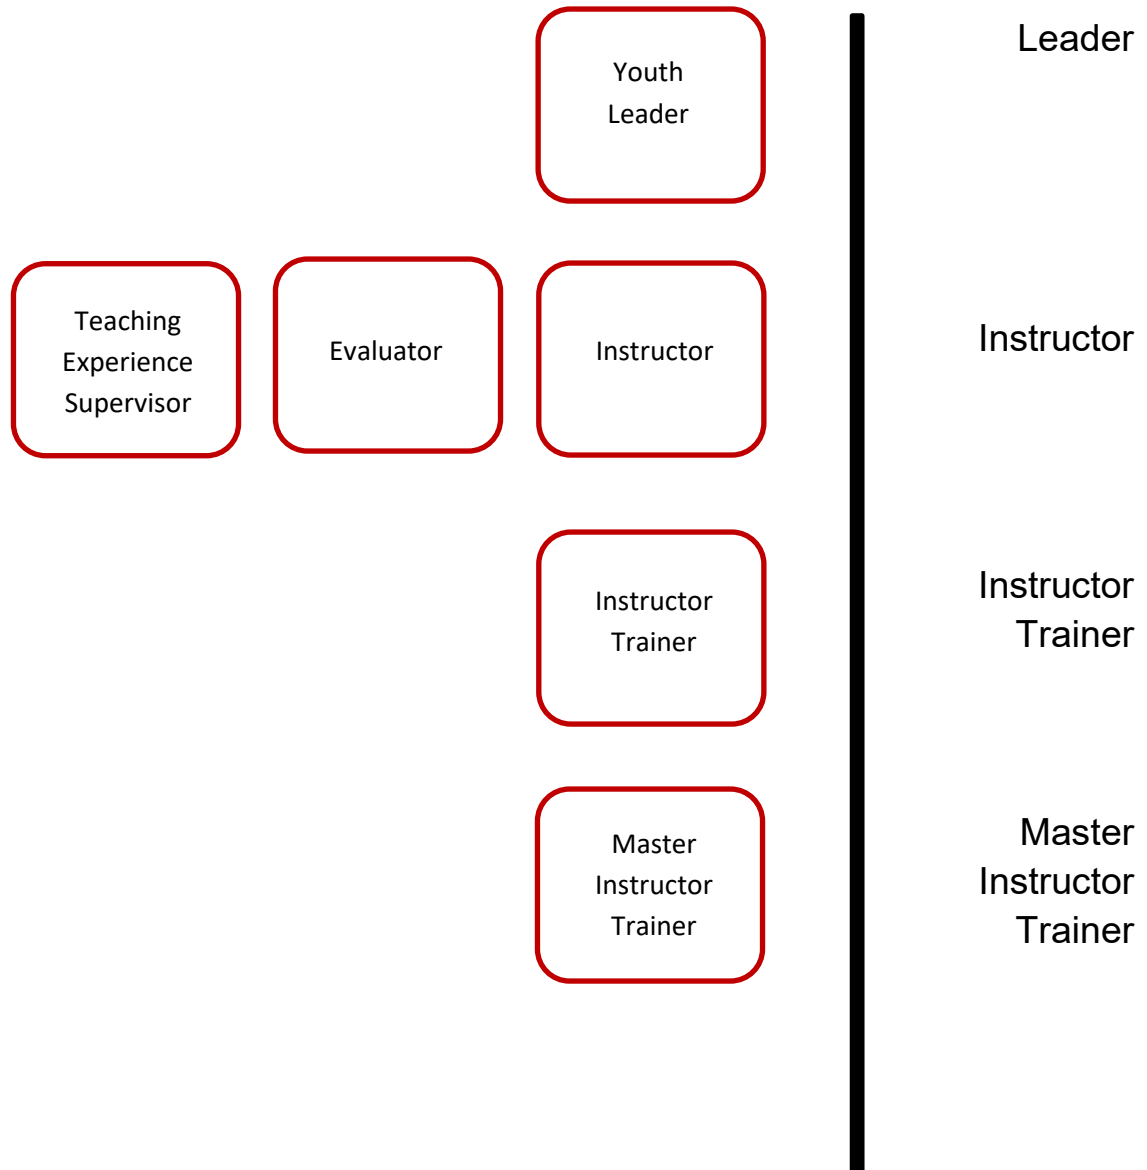 Youth
Leader
Leader
Teaching
Experience
Supervisor
Evaluator
Instructor
Instructor
Instructor
Trainer
Instructor
Trainer
Master
Instructor
Trainer
Master
Instructor
Trainer